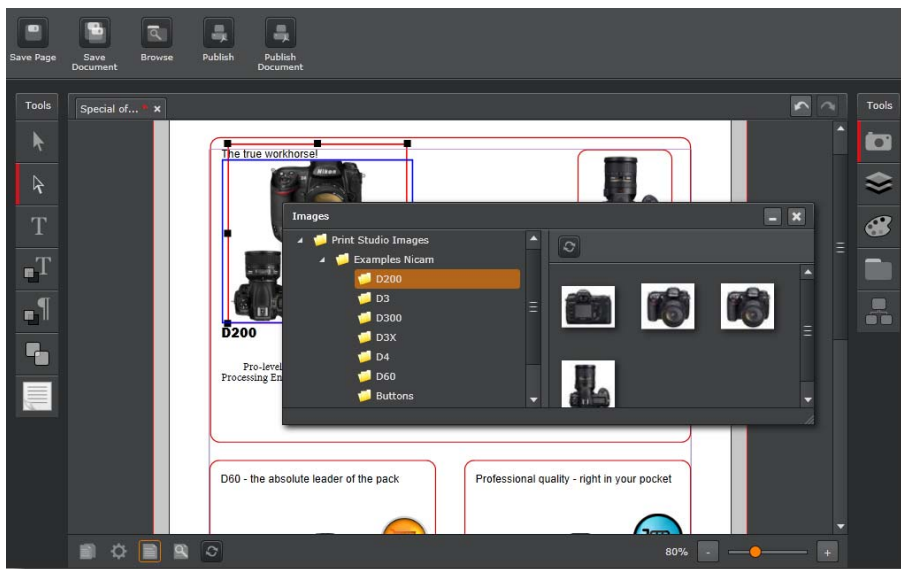 Save Page
Save
Document
Browse
Publish
Publish
Document
Tools
Special of...* ×
Tools
The true workhorse!
Nikon
Images
Print Studio Images
Examples Nicam
D200
D3
D300
D3X
D4
D60
Buttons
D200
Pro-level
Processing En
D60 - the absolute leader of the pack
Professional quality - right in your pocket
80% - +